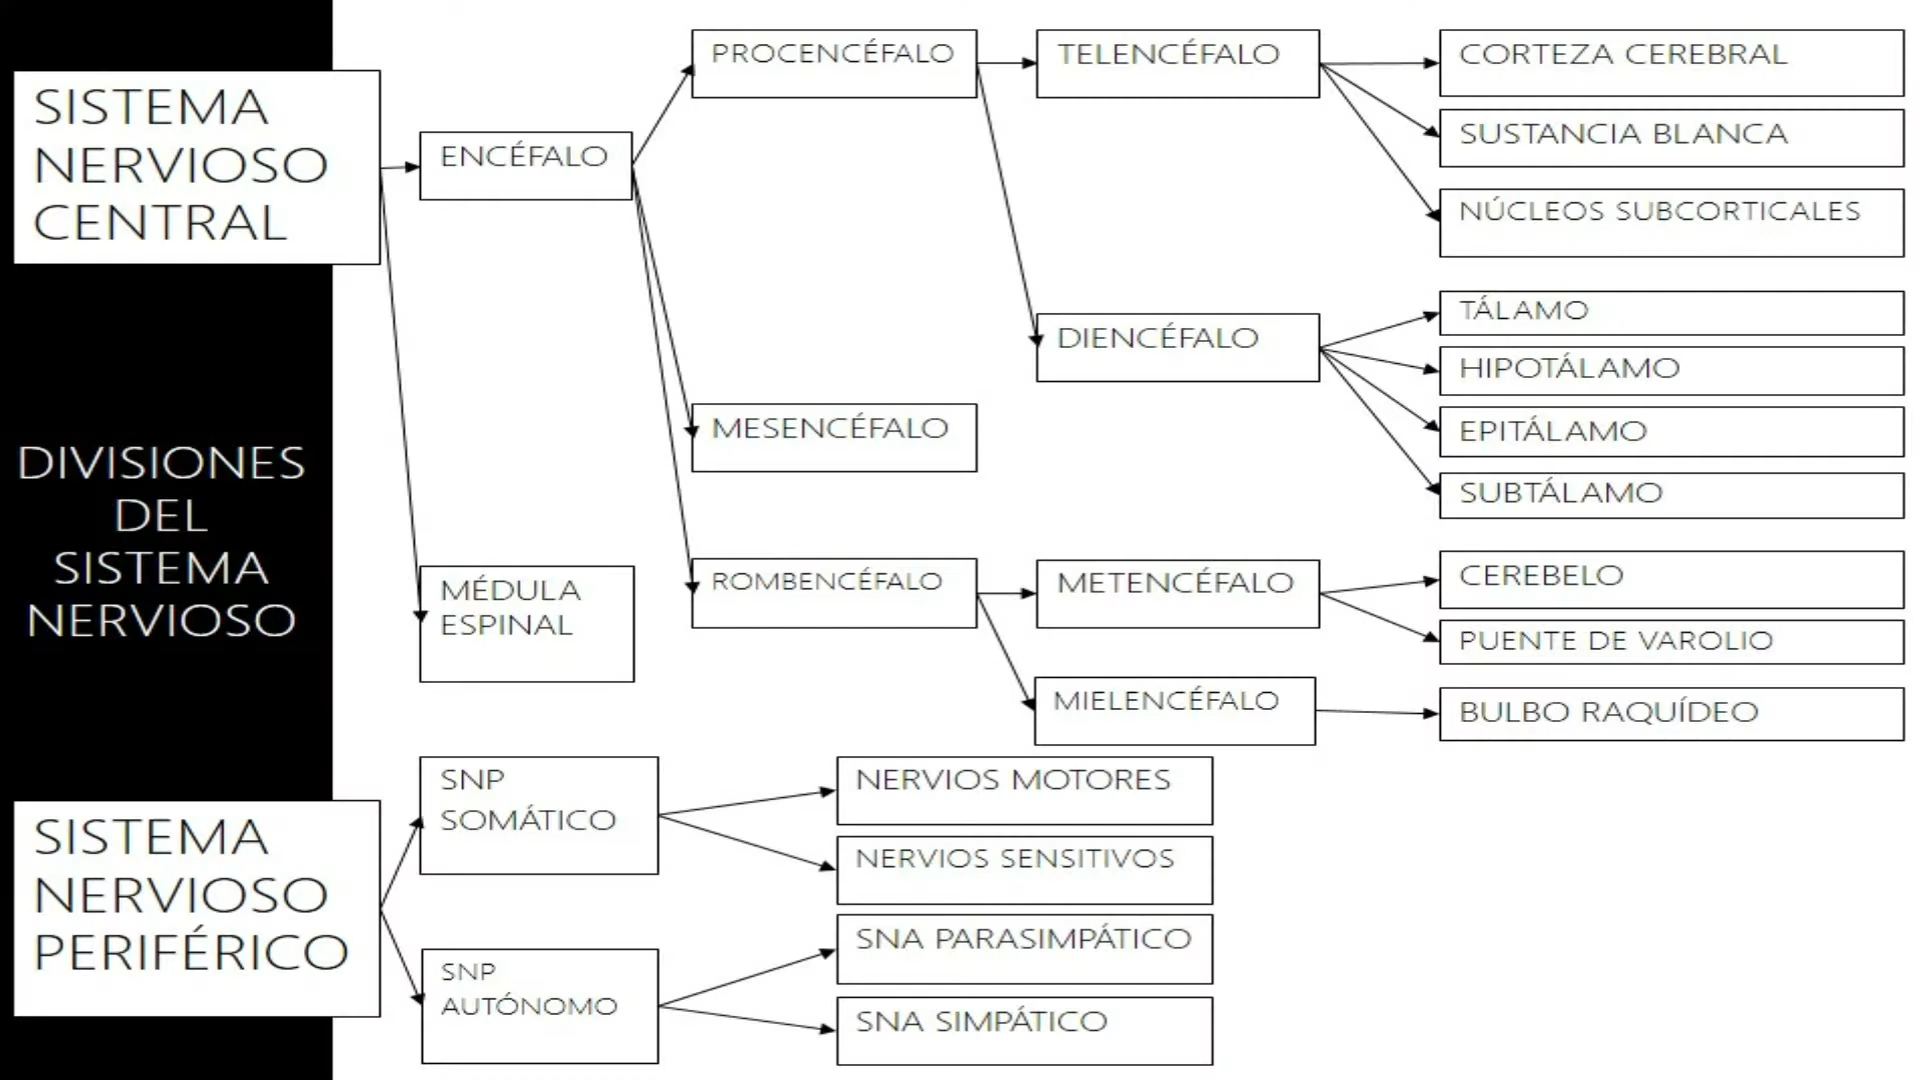 SISTEMA
NERVIOSO
CENTRAL
DIVISIONES
DEL
SISTEMA
NERVIOSO
SISTEMA
NERVIOSO
PERIFÉRICO
ENCÉFALO
MÉDULA
ESPINAL
PROCENCÉFALO
MESENCÉFALO
ROMBENCÉFALO
TELENCÉFALO
DIENCÉFALO
METENCÉFALO
MIELENCÉFALO
CORTEZA CEREBRAL
SUSTANCIA BLANCA
NÚCLEOS SUBCORTICALES
TÁLAMO
HIPOTÁLAMO
EPITÁLAMO
SUBTÁLAMO
CEREBELO
PUENTE DE VAROLIO
BULBO RAQUÍDEO
SNP
SOMÁTICO
SNP
AUTÓNOMO
NERVIOS MOTORES
NERVIOS SENSITIVOS
SNA PARASIMPÁTICO
SNA SIMPÁTICO